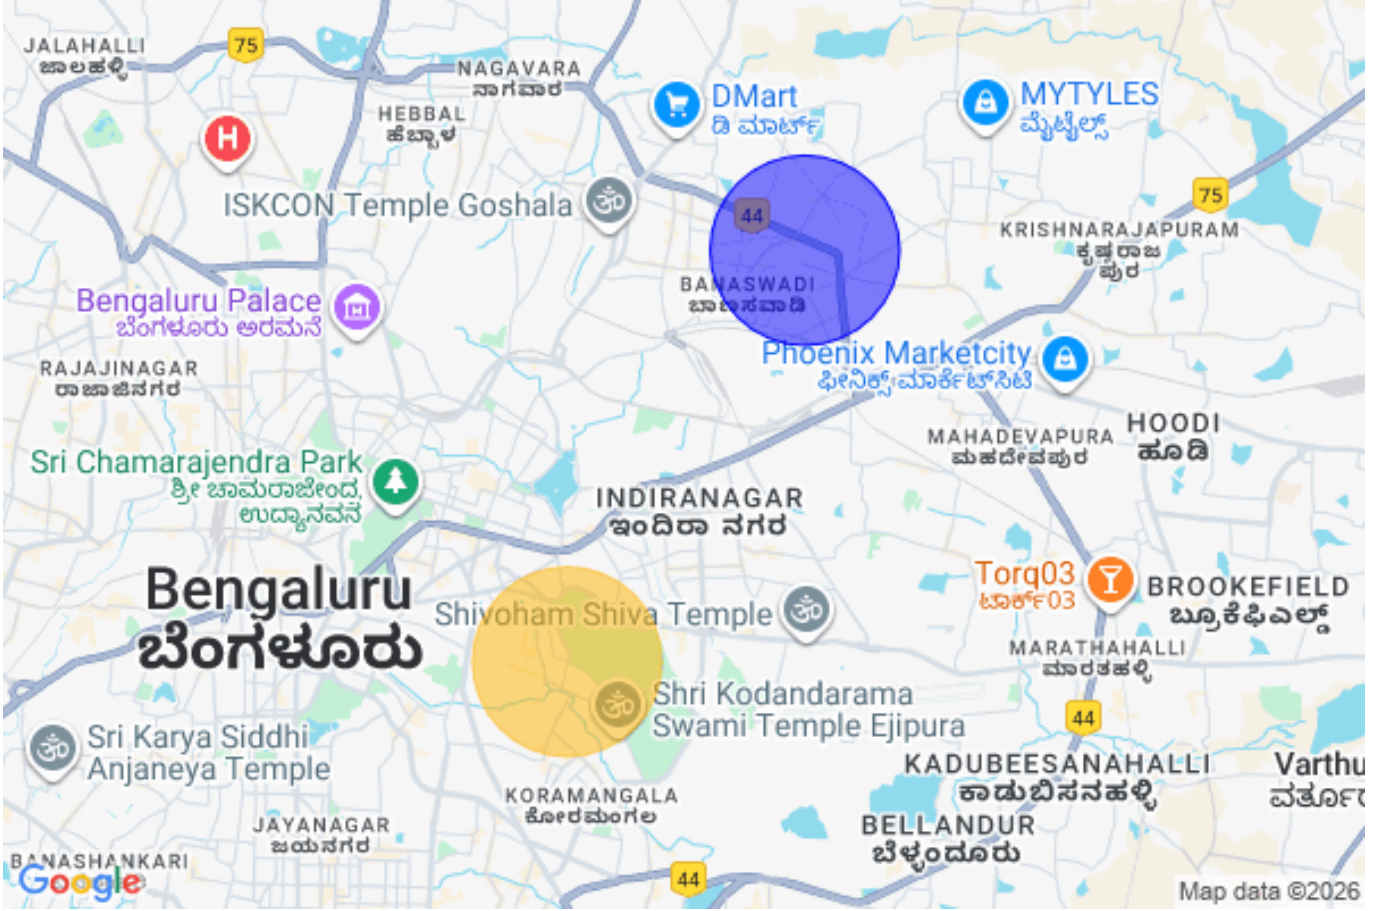 JALAHALLI
ಜಾಲಹಳ್ಳಿ
75
NAGAVARA
ನಾಗವಾರ
HEBBAL
ಹೆಬ್ಬಾಳ
DMart
ಡಿ ಮಾರ್ಟ್
MYTYLES
ಮೈಟೈಲ್ಸ್
H
ISKCON Temple Goshala
44
75
KRISHNARAJAPURAM
ಕೃಷ್ಣರಾಜ
ಪುರ
BANASWADI
ಬಾಣಸವಾಡಿ
Bengaluru Palace
ಬೆಂಗಳೂರು ಅರಮನೆ
Phoenix Marketcity
ಫೀನಿಕ್ಸ್ ಮಾರ್ಕೆಟ್‌ಸಿಟಿ
RAJAJINAGAR
ರಾಜಾಜಿನಗರ
HOODI
ಹೂಡಿ
MAHADEVAPURA
ಮಹದೇವಪುರ
Sri Chamarajendra Park
ಶ್ರೀ ಚಾಮರಾಜೇಂದ್ರ
ಉದ್ಯಾನವನ
INDIRANAGAR
ಇಂದಿರಾ ನಗರ
Bengaluru
ಬೆಂಗಳೂರು
Shivoham Shiva Temple
Torq03
ಟಾರ್ಕ್03
BROOKEFIELD
ಬ್ರೂಕೆಫಿಎಲ್ಡ್
MARATHAHALLI
ಮಾರತಹಳ್ಳಿ
Shri Kodandarama
Swami Temple Ejipura
44
Sri Karya Siddhi
Anjaneya Temple
KADUBEESANAHALLI
ಕಾಡುಬಿಸನಹಳ್ಳಿ
Varthu
ವರ್ತೂರ
KORAMANGALA
ಕೋರಮಂಗಲ
JAYANAGAR
ಜಯನಗರ
BELLANDUR
ಬೆಳ್ಳಂದೂರು
BANASHANKARI
Google
44
Map data ©2026